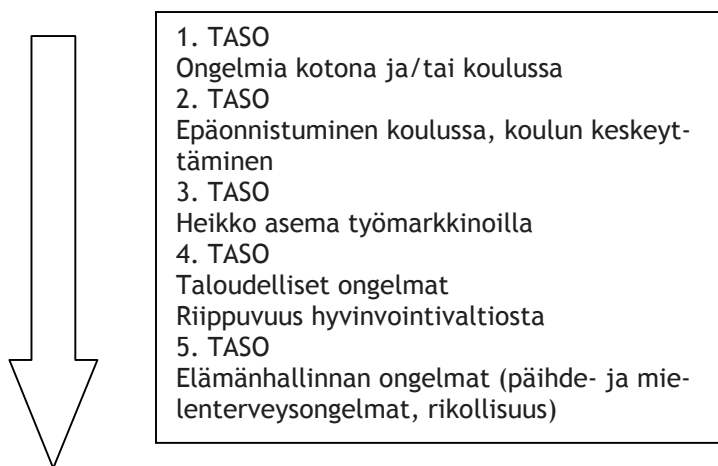 1. TASO
Ongelmia kotona ja/tai koulussa
2. TASO
Epäonnistuminen koulussa, koulun keskeyt-
täminen
3. TASO
Heikko asema työmarkkinoilla
4. TASO
Taloudelliset ongelmat
Riippuvuus hyvinvointivaltiosta
5. TASO
Elämänhallinnan ongelmat (päihde- ja mie-
lenterveysongelmat, rikollisuus)